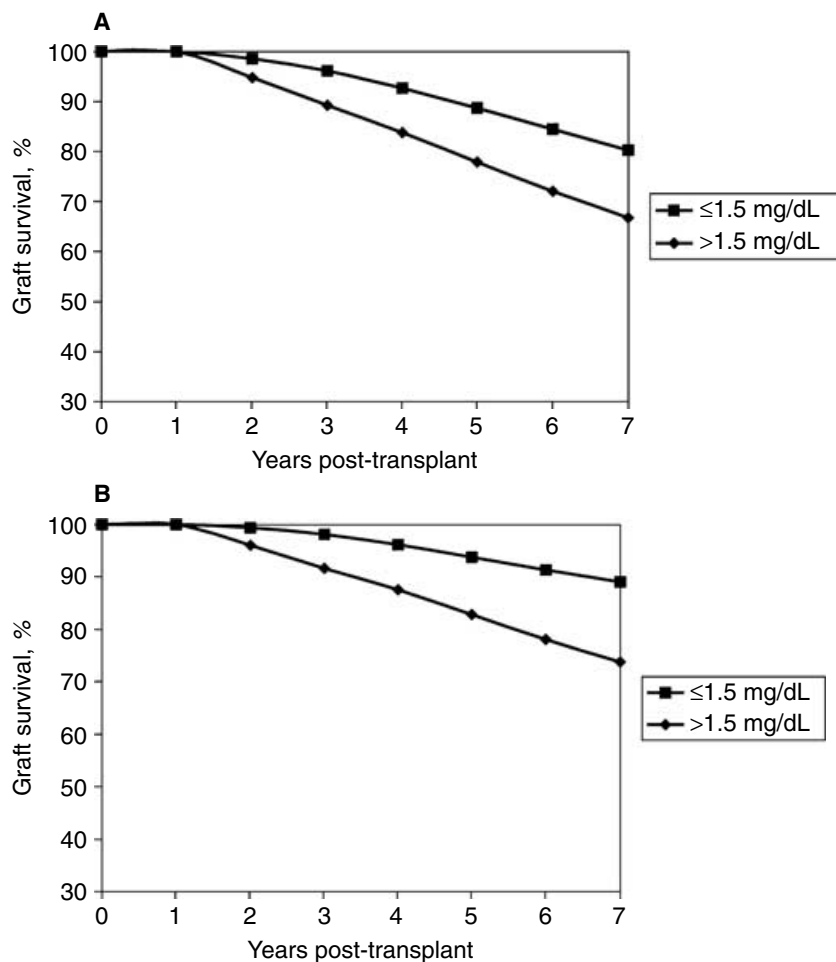 A
Graft survival, %
100
90
80
70
60
50
40
30
0 1 2 3 4 5 6 7
Years post-transplant
≤1.5 mg/dL
>1.5 mg/dL
B
Graft survival, %
100
90
80
70
60
50
40
30
0 1 2 3 4 5 6 7
Years post-transplant
≤1.5 mg/dL
>1.5 mg/dL